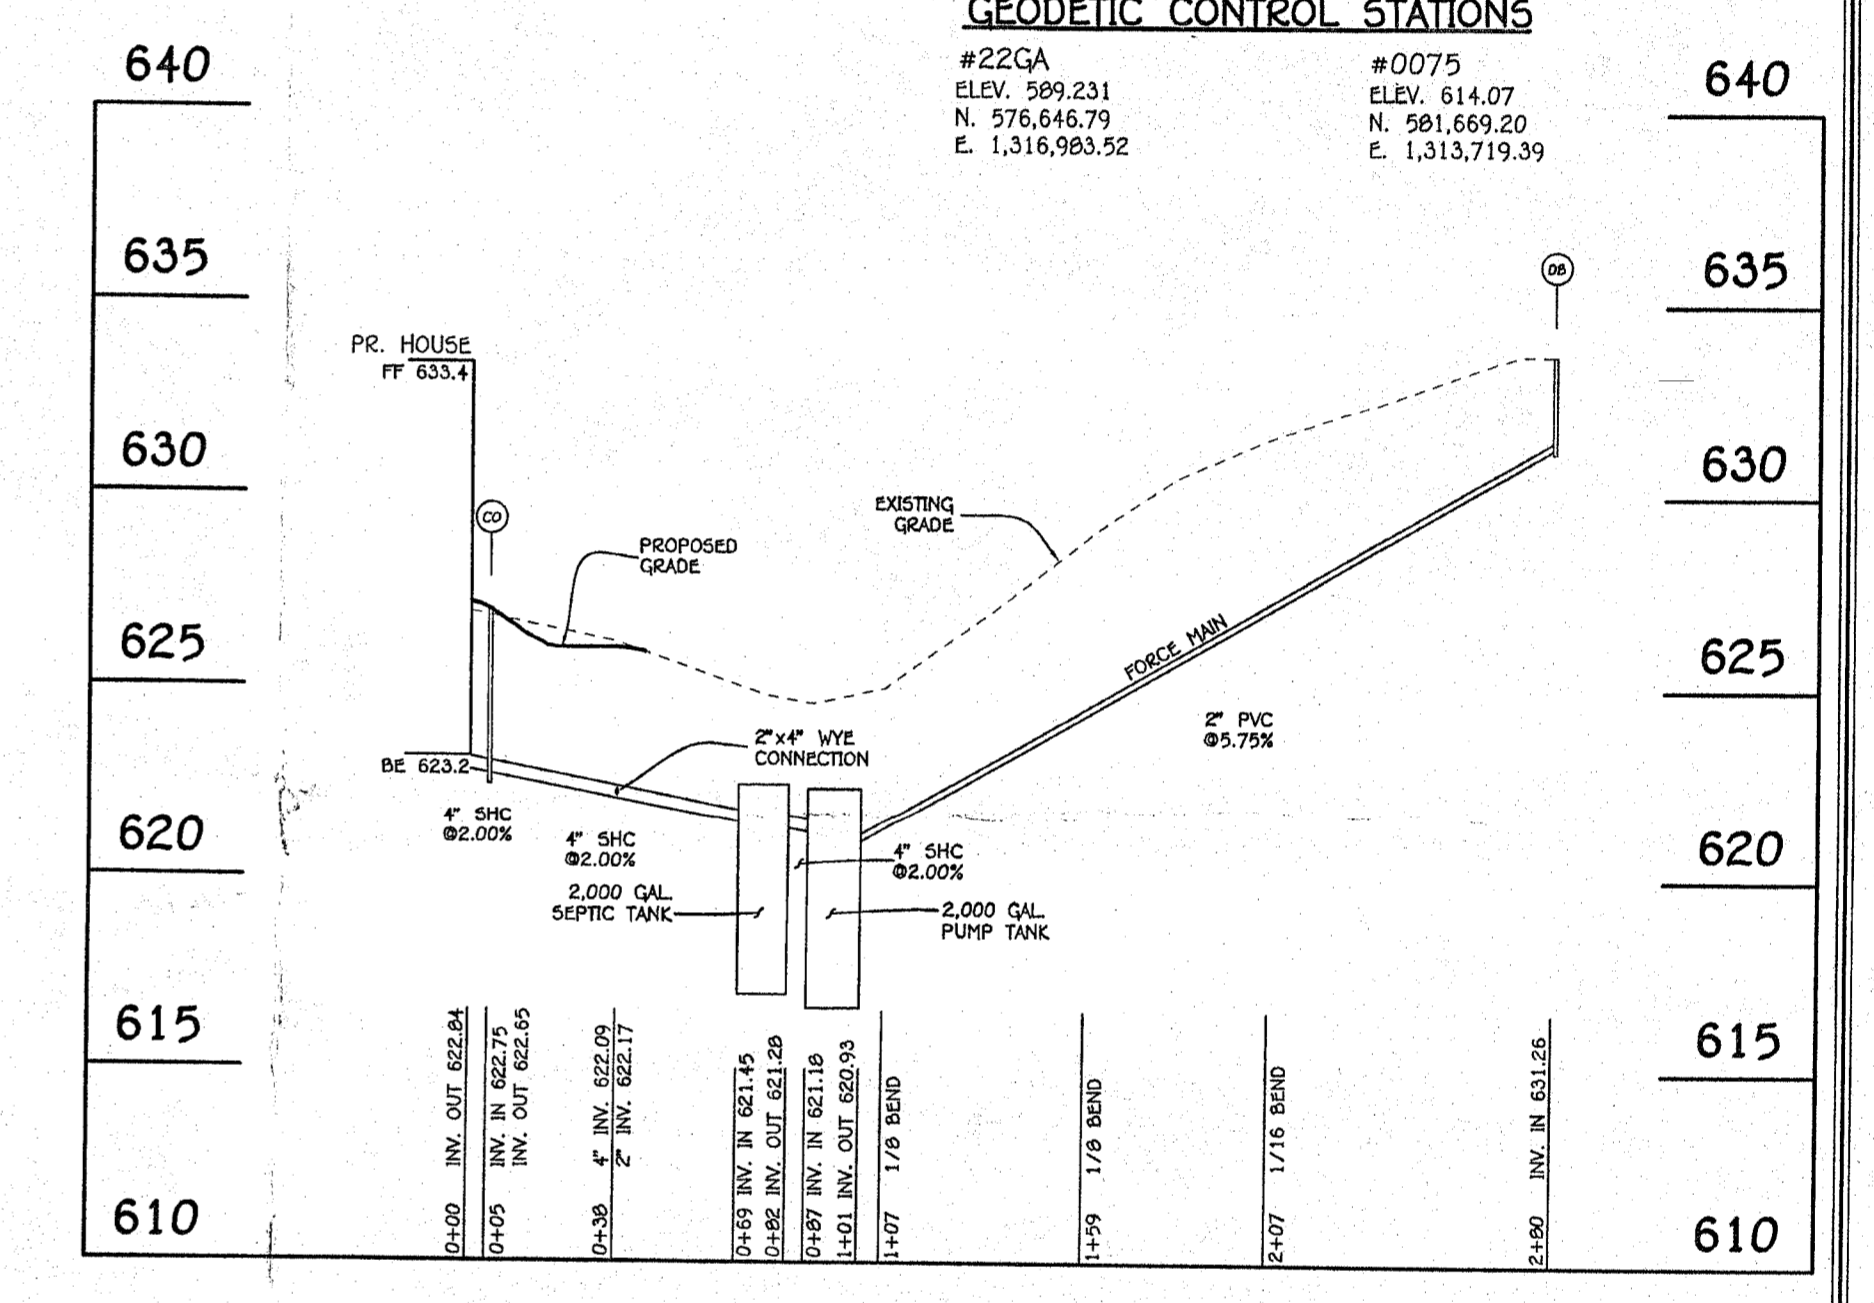 GEODETIC CONTROL STATIONS
#22GA
ELEV. 589.231
N. 576,646.79
E. 1,316,983.52
#0075
ELEV. 614.07
N. 581,669.20
E. 1,313,719.39
640
635
630
625
620
615
610
640
635
630
625
620
615
610
PR. HOUSE
FF 633.4
CO
DB
PROPOSED
GRADE
EXISTING
GRADE
FORCE MAIN
2" PVC
@5.75%
2"x4" WYE
CONNECTION
BE 623.2
4" SHC
@2.00%
4" SHC
@2.00%
4" SHC
@2.00%
2,000 GAL.
SEPTIC TANK
2,000 GAL.
PUMP TANK
0+00 INV. OUT 622.84
0+05 INV. IN 622.75
INV. OUT 622.65
0+38 4" INV. 622.09
2" INV. 622.17
0+69 INV. IN 621.45
0+82 INV. OUT 621.28
0+87 INV. IN 621.18
1+01 INV. OUT 620.93
1+07 1/8 BEND
1+59 1/8 BEND
2+07 1/16 BEND
2+80 INV. IN 631.26